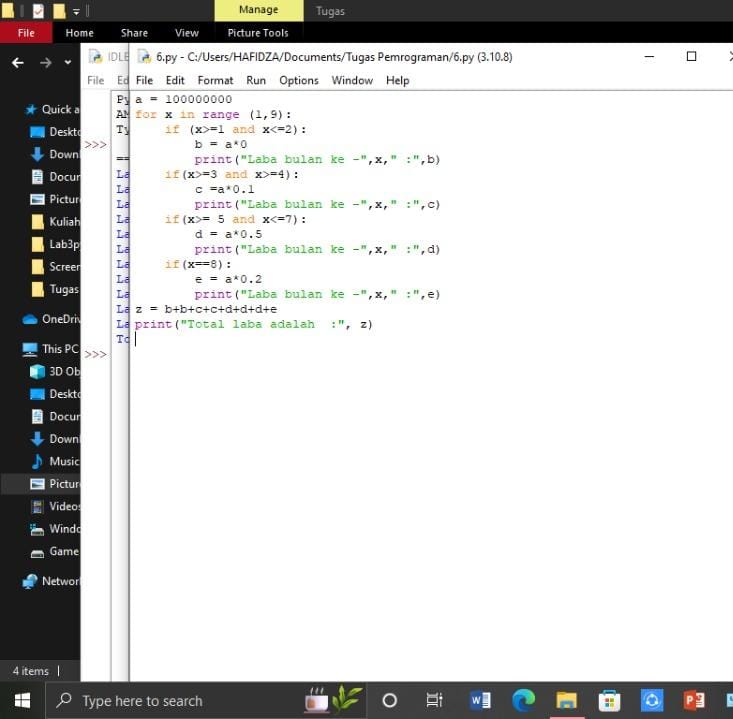 Manage
Tugas
File
Home
Share
View
Picture Tools
IDLE
6.py - C:/Users/HAFIDZA/Documents/Tugas Pemrograman/6.py (3.10.8)
File
Ed
File Edit Format Run Options Window Help
Quick a
Deskto
Downl
Docur
Pictur
Kuliah
Lab3p
Screer
Tugas
OneDriv
This PC
3D Ob
Deskto
Docur
Downl
Music
Pictur
Videos
Windo
Game
Networ
4 items
Py
AM
Ty
>>>
==
La
La
La
La
La
La
La
La
La
La
To
>>>
a = 100000000
for x in range (1,9):
if (x>=1 and x<=2):
b = a*0
print("Laba bulan ke -",x," :",b)
if(x>=3 and x>=4):
c =a*0.1
print("Laba bulan ke -",x," :",c)
if(x>= 5 and x<=7):
d = a*0.5
print("Laba bulan ke -",x," :",d)
if(x==8):
e = a*0.2
print("Laba bulan ke -",x," :",e)
z = b+b+c+c+d+d+d+e
print("Total laba adalah  :", z)
Type here to search